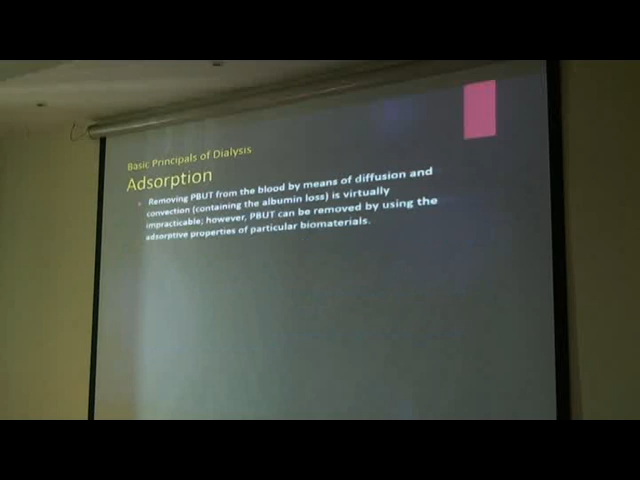 Basic Principals of Dialysis
Adsorption
Removing PBUT from the blood by means of diffusion and
convection (containing the albumin loss) is virtually
impracticable; however, PBUT can be removed by using the
adsorptive properties of particular biomaterials.